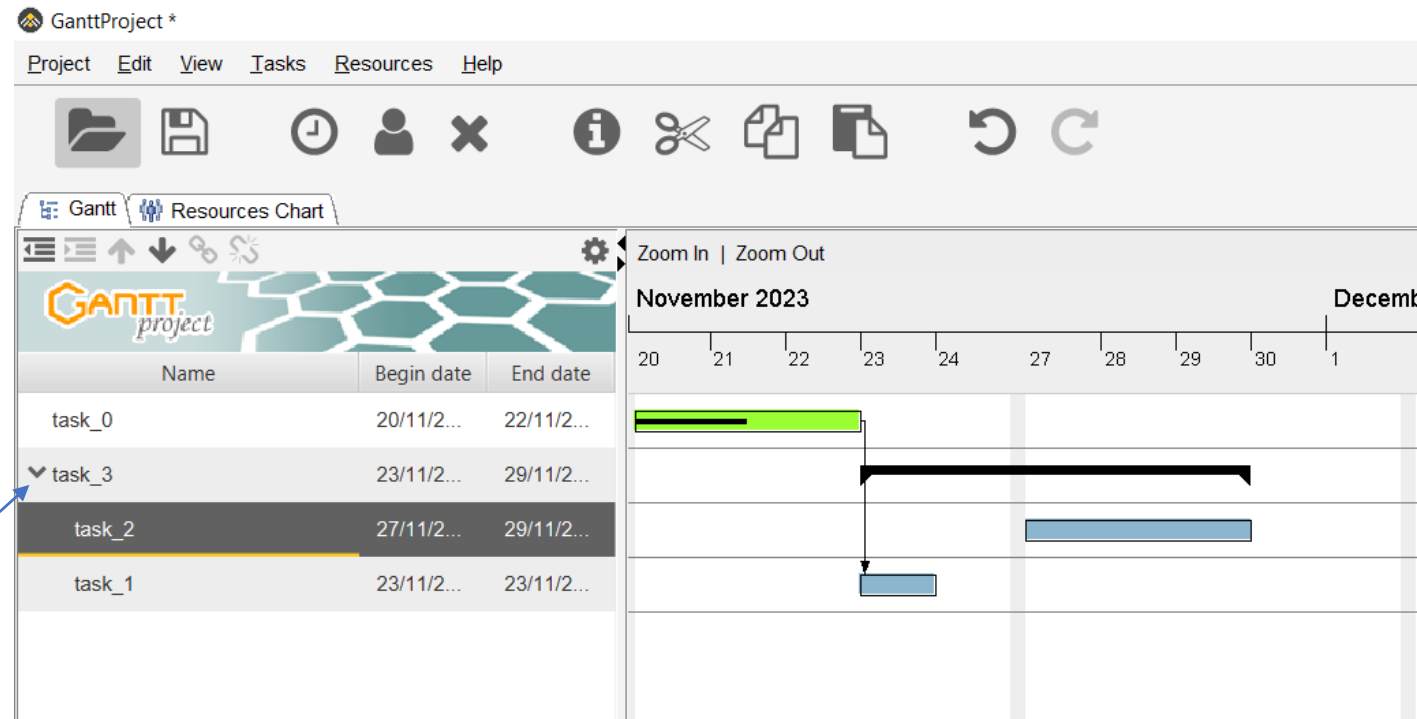 GanttProject *
Project Edit View Tasks Resources Help
Gantt Resources Chart
Zoom In | Zoom Out
GANTT
project
November 2023 Decemb
20 21 22 23 24 27 28 29 30 1
Name Begin date End date
task_0 20/11/2... 22/11/2...
task_3 23/11/2... 29/11/2...
task_2 27/11/2... 29/11/2...
task_1 23/11/2... 23/11/2...